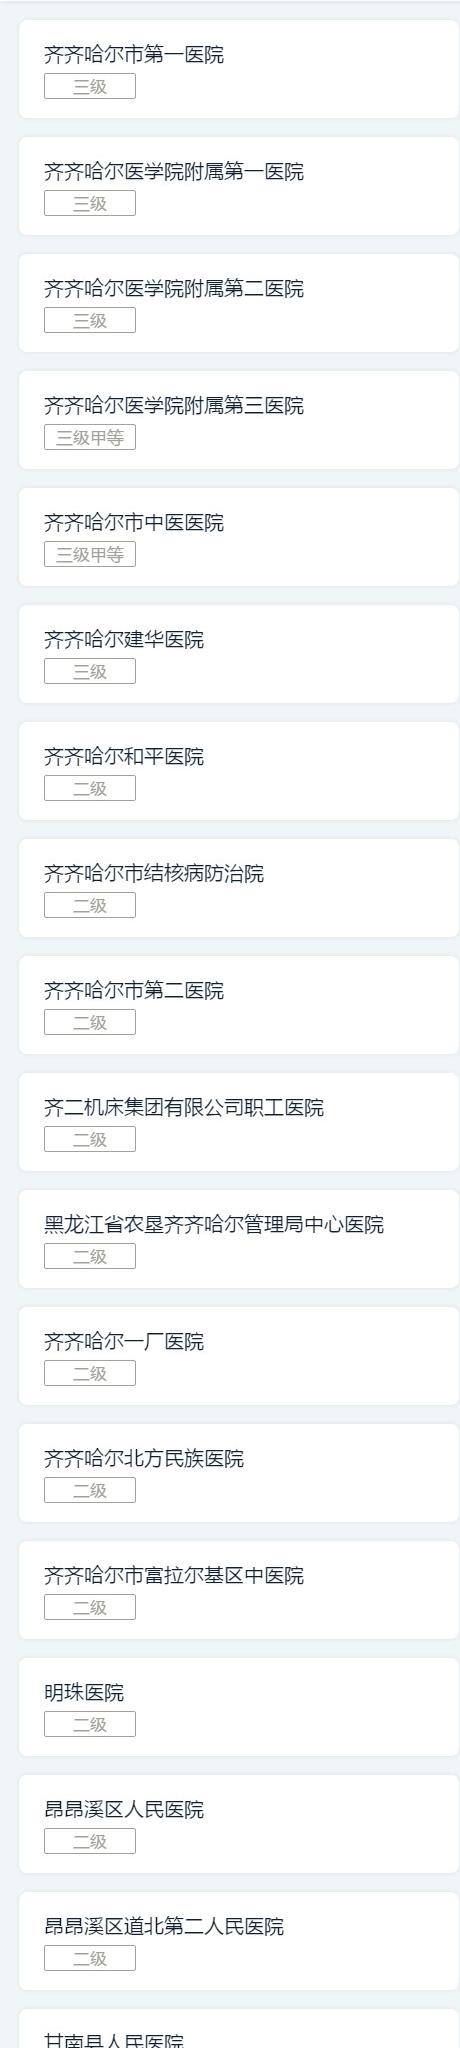 齐齐哈尔市第一医院
三级
齐齐哈尔医学院附属第一医院
三级
齐齐哈尔医学院附属第二医院
三级
齐齐哈尔医学院附属第三医院
三级甲等
齐齐哈尔市中医医院
三级甲等
齐齐哈尔建华医院
三级
齐齐哈尔和平医院
二级
齐齐哈尔市结核病防治院
二级
齐齐哈尔市第二医院
二级
齐二机床集团有限公司职工医院
二级
黑龙江省农垦齐齐哈尔管理局中心医院
二级
齐齐哈尔一厂医院
二级
齐齐哈尔北方民族医院
二级
齐齐哈尔市富拉尔基区中医院
二级
明珠医院
二级
昂昂溪区人民医院
二级
昂昂溪区道北第二人民医院
二级
甘南县人民医院